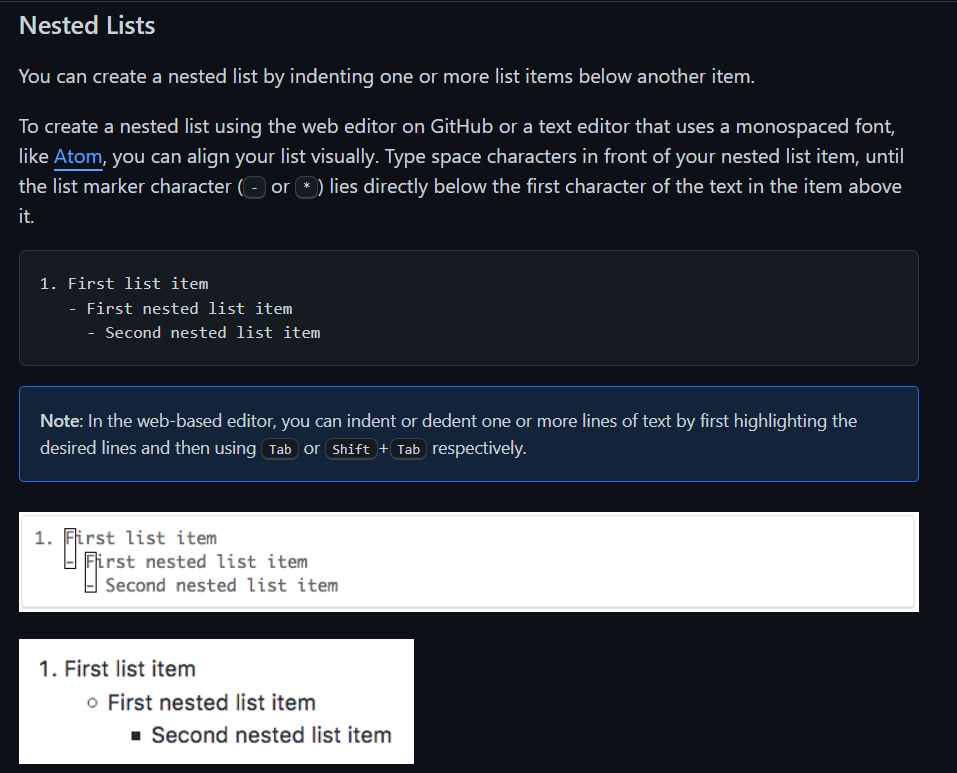 Nested Lists
You can create a nested list by indenting one or more list items below another item.
To create a nested list using the web editor on GitHub or a text editor that uses a monospaced font,
like Atom, you can align your list visually. Type space characters in front of your nested list item, until
the list marker character (- or *) lies directly below the first character of the text in the item above
it.
1. First list item
   - First nested list item
     - Second nested list item
Note: In the web-based editor, you can indent or dedent one or more lines of text by first highlighting the
desired lines and then using Tab or Shift+Tab respectively.
1. First list item
   - First nested list item
     - Second nested list item
1. First list item
   ○ First nested list item
     ■ Second nested list item